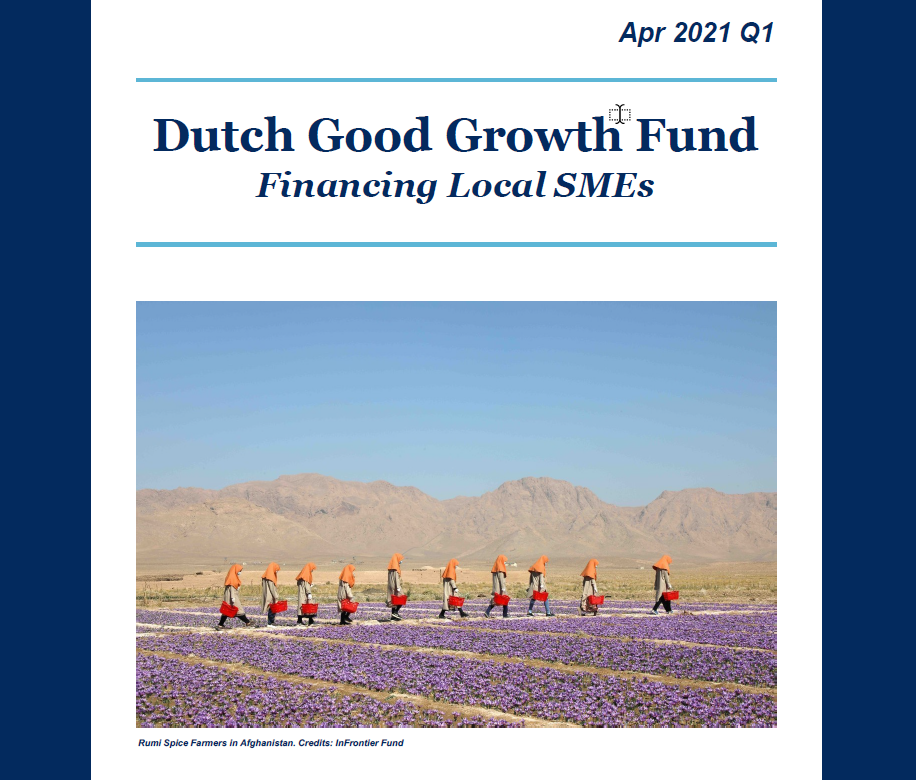 Apr 2021 Q1
Dutch Good Growth Fund
Financing Local SMEs
Rumi Spice Farmers in Afghanistan. Credits: InFrontier Fund